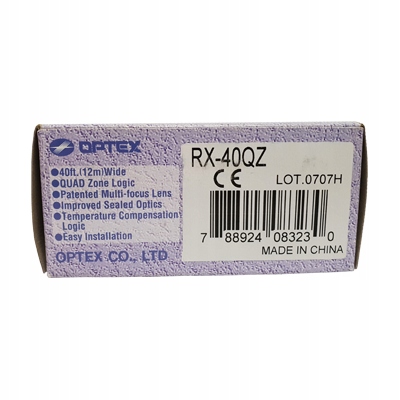 OPTEX
●40ft.(12m)Wide
●QUAD Zone Logic
●Patented Multi-focus Lens
●Improved Sealed Optics
●Temperature Compensation
Logic
●Easy Installation
OPTEX CO., LTD
RX-40QZ
CE LOT.0707H
7 88924 08323 0
MADE IN CHINA